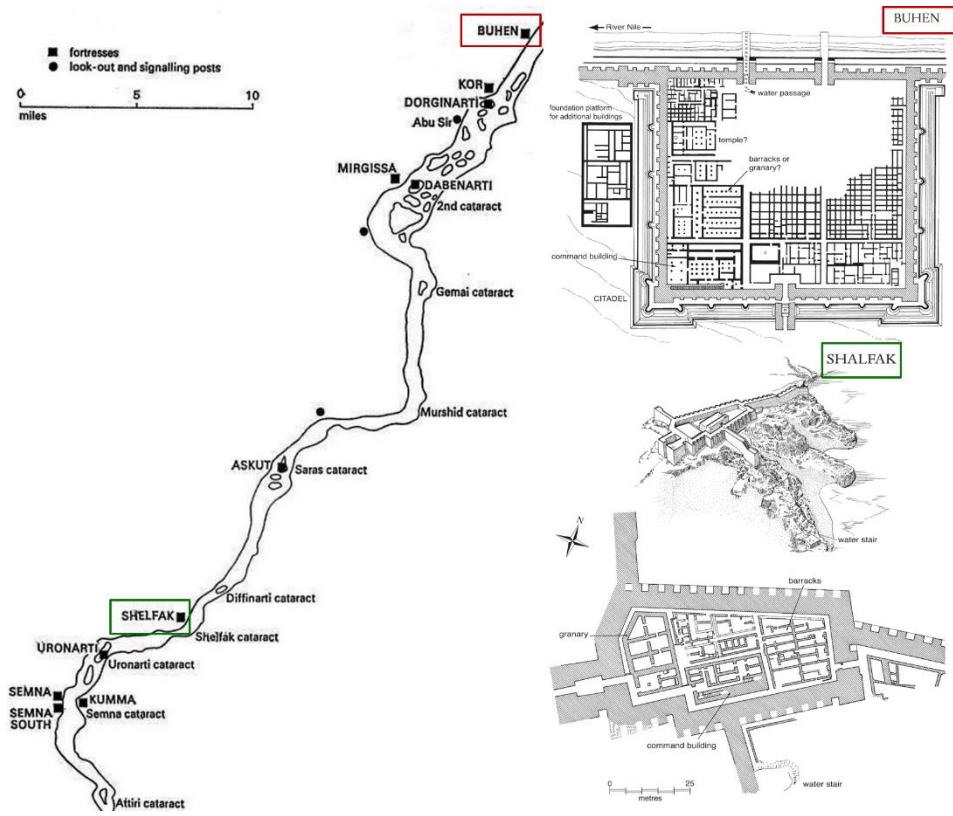 ■ fortresses
● look-out and signalling posts
0 5 10
miles
BUHEN
KOR
DORGINARTI
Abu Sir
MIRGISSA
DABENARTI
2nd cataract
Gemai cataract
Murshid cataract
ASKUT
Saras cataract
Diffinarti cataract
SHELFAK
Shelfak cataract
URONARTI
Uronarti cataract
SEMNA
SEMNA
SOUTH
KUMMA
Semna cataract
Attiri cataract
BUHEN
River Nile
water passage
foundation platform
for additional buildings
temple?
barracks or
granary?
command building
CITADEL
SHALFAK
water stair
N
barracks
granary
command building
water stair
0 25
metres